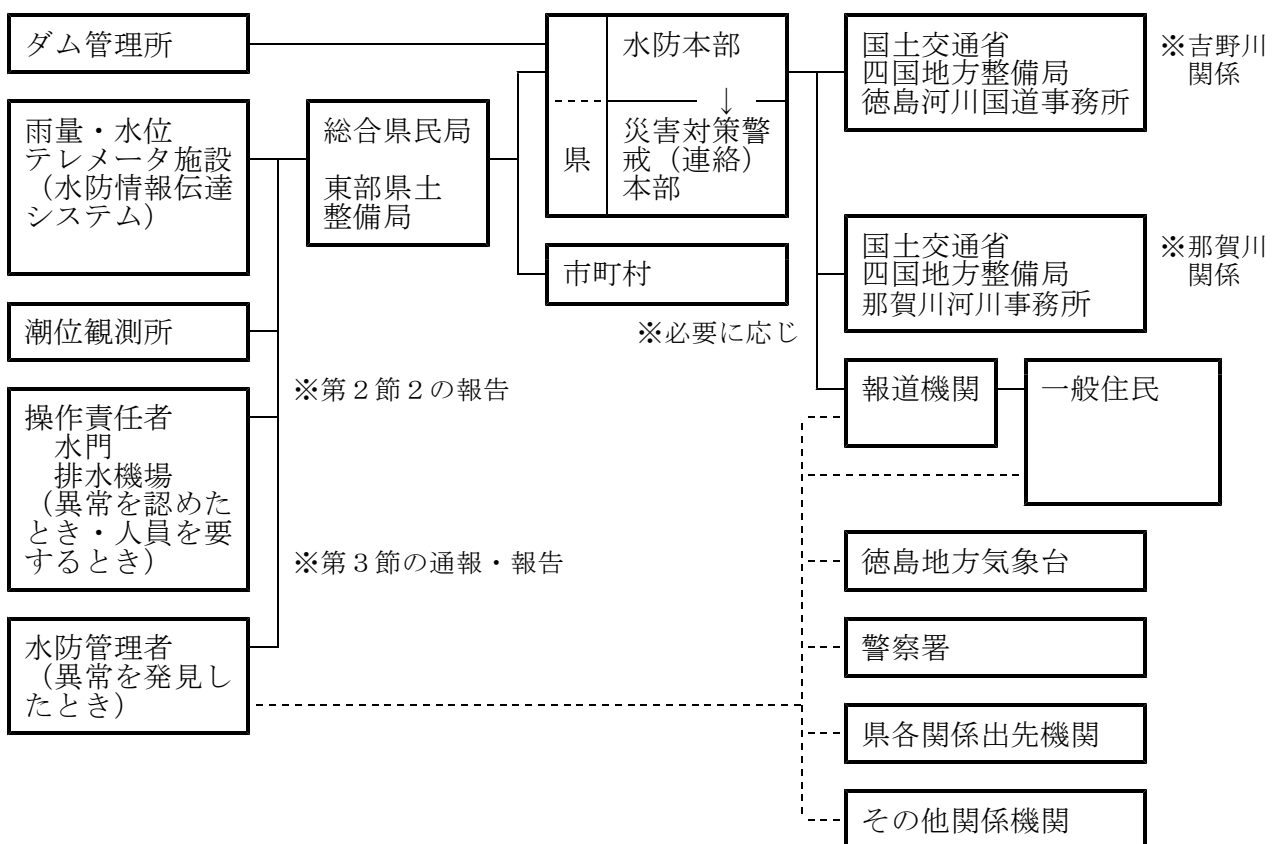 ダム管理所
雨量・水位
テレメータ施設
（水防情報伝達
システム）
潮位観測所
操作責任者
水門
排水機場
（異常を認めた
とき・人員を要
するとき）
水防管理者
（異常を発見し
たとき）
総合県民局
東部県土
整備局
※第２節２の報告
※第３節の通報・報告
県
水防本部
↓
災害対策警
戒（連絡）
本部
市町村
※必要に応じ
国土交通省
四国地方整備局
徳島河川国道事務所
※吉野川
関係
国土交通省
四国地方整備局
那賀川河川事務所
※那賀川
関係
報道機関
一般住民
徳島地方気象台
警察署
県各関係出先機関
その他関係機関